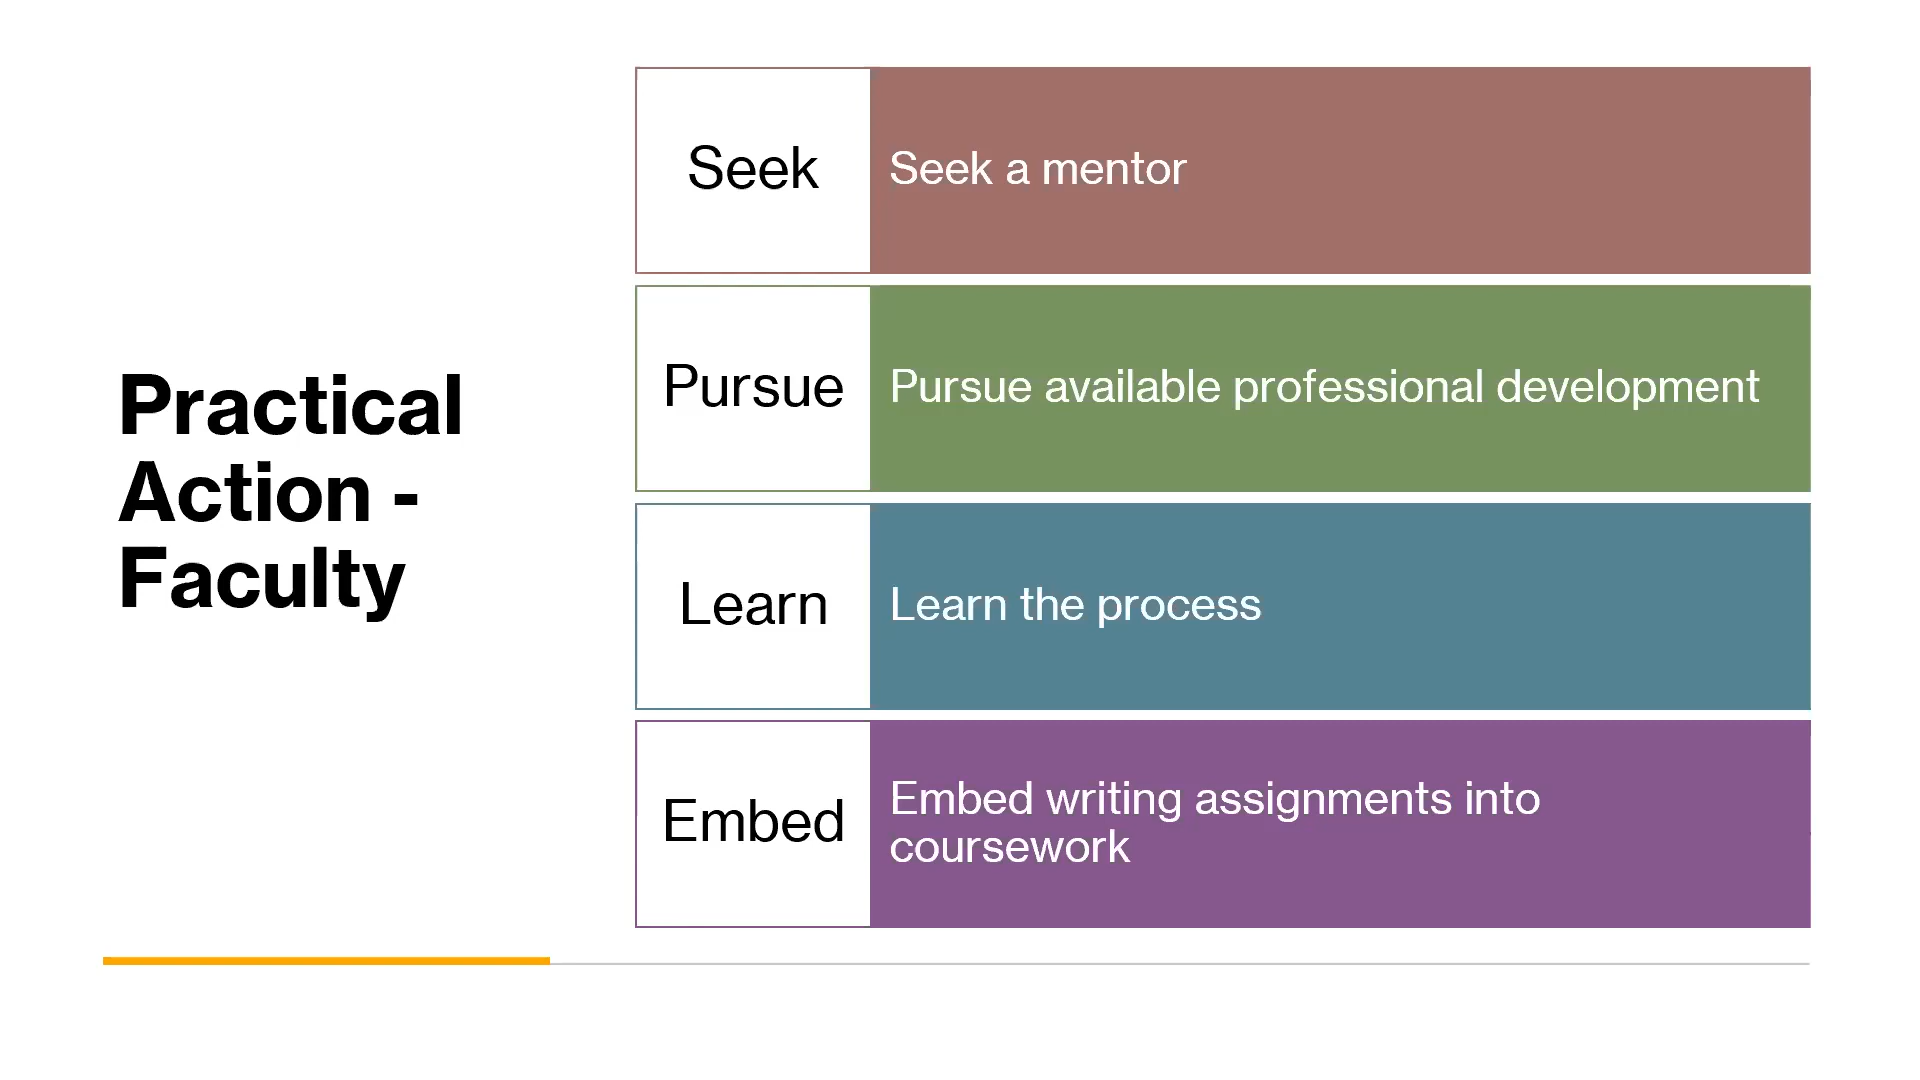 Practical
Action -
Faculty
Seek
Seek a mentor
Pursue
Pursue available professional development
Learn
Learn the process
Embed
Embed writing assignments into
coursework